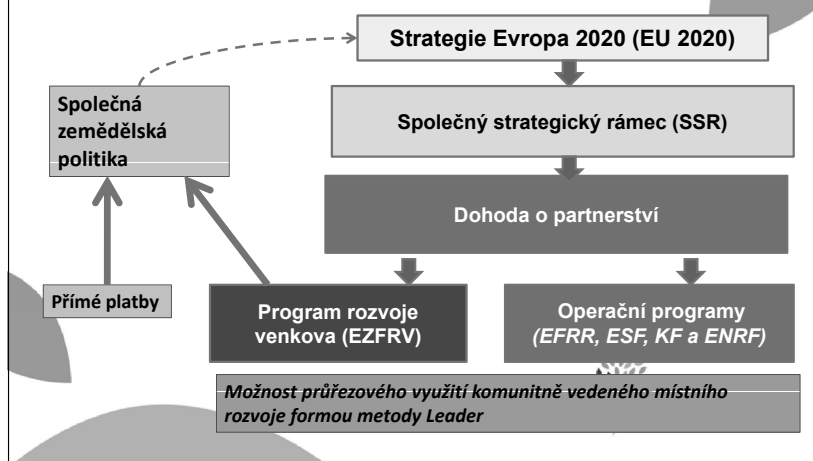 Strategie Evropa 2020 (EU 2020)
Společná
zemědělská
politika
Společný strategický rámec (SSR)
Dohoda o partnerství
Přímé platby
Program rozvoje
venkova (EZFRV)
Operační programy
(EFRR, ESF, KF a ENRF)
Možnost průřezového využití komunitně vedeného místního
rozvoje formou metody Leader